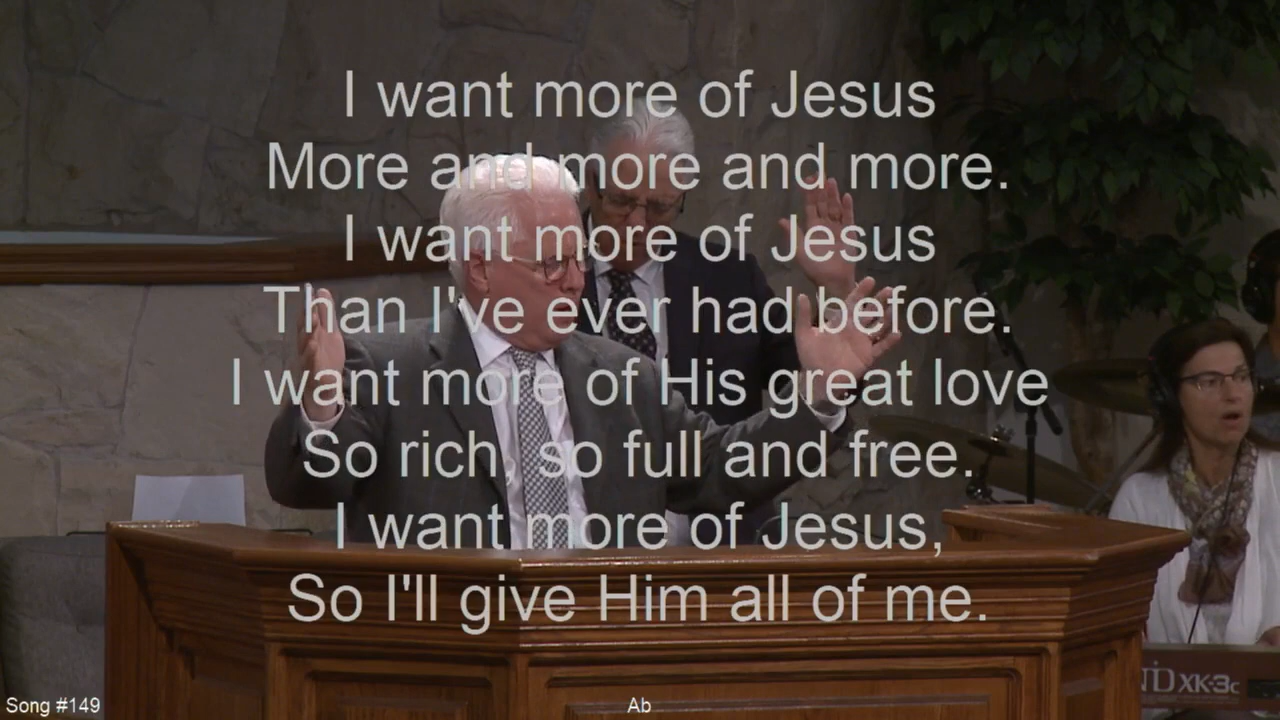 I want more of Jesus
More and more and more.
I want more of Jesus
Than I've ever had before.
I want more of His great love
So rich, so full and free.
I want more of Jesus,
So I'll give Him all of me.
Song #149
Ab
XK-3c